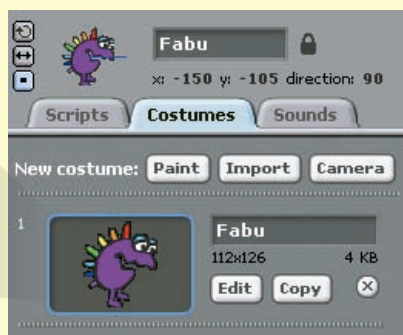 Fabu
x: -150 y: -105 direction: 90
Scripts Costumes Sounds
New costume: Paint Import Camera
1
Fabu
112x126 4 KB
Edit Copy